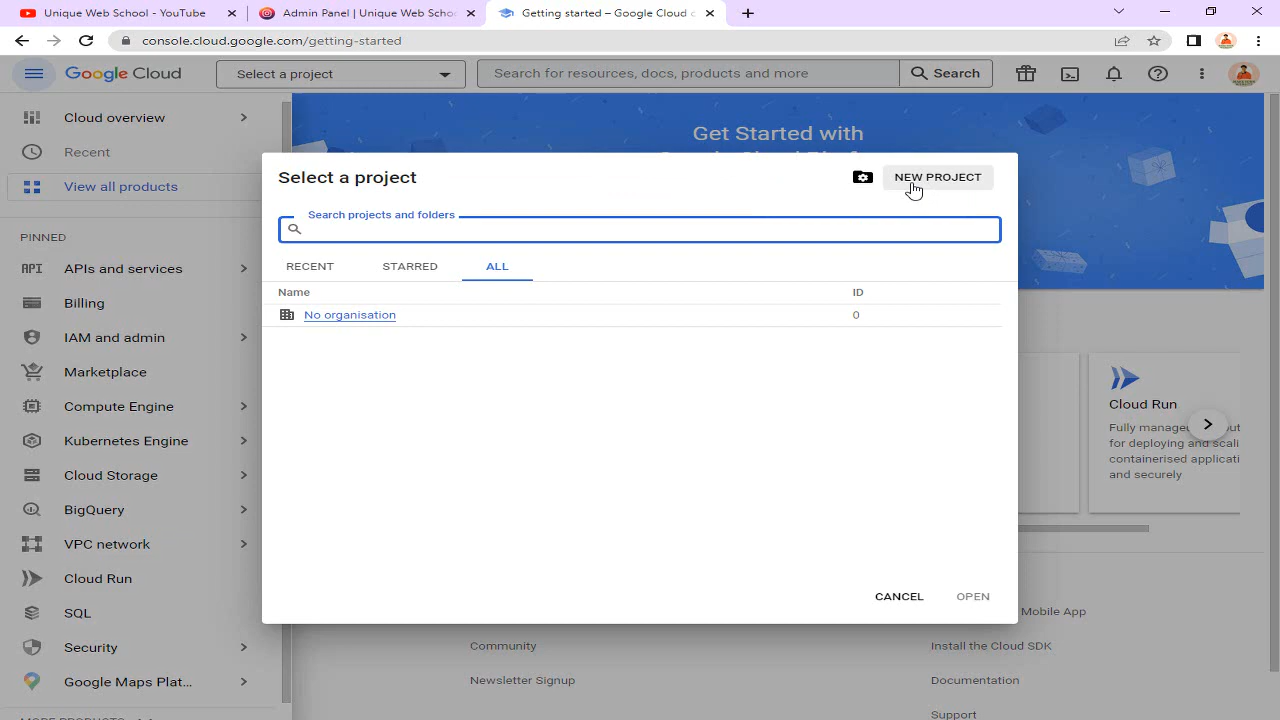 Unique Web School - YouTube
Admin Panel | Unique Web Schoo
Getting started – Google Cloud c
console.cloud.google.com/getting-started
Google Cloud
Select a project
Search for resources, docs, products and more
Search
Cloud overview
Recent
View all products
PINNED
APIs and services
Billing
IAM and admin
Marketplace
Compute Engine
Kubernetes Engine
Cloud Storage
BigQuery
VPC network
Cloud Run
SQL
Security
Google Maps Plat...
Get Started with
Select a project
NEW PROJECT
Search projects and folders
RECENT
STARRED
ALL
Name
ID
No organisation
0
CANCEL
OPEN
Cloud Run
Fully manage
for deploying and scali
containerised applicati
and securely
Mobile App
Community
Install the Cloud SDK
Newsletter Signup
Documentation
Support